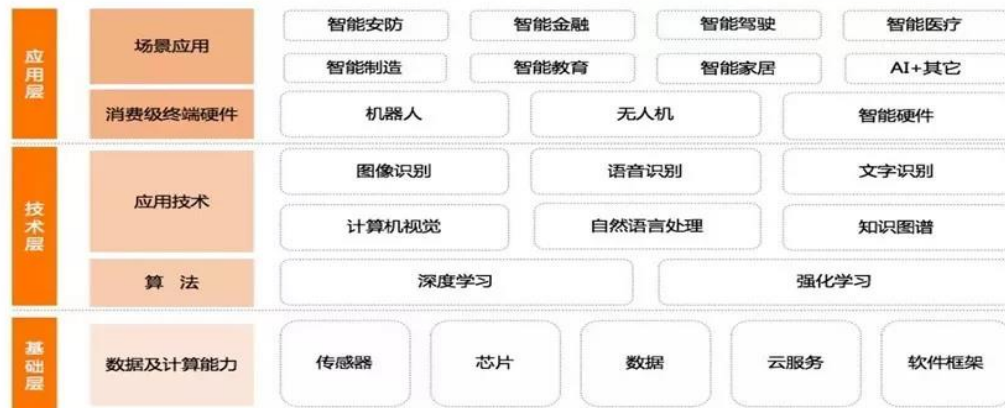 应用层
场景应用
智能安防 智能金融 智能驾驶 智能医疗
智能制造 智能教育 智能家居 AI+其它
消费级终端硬件
机器人 无人机 智能硬件
技术层
应用技术
图像识别 语音识别 文字识别
计算机视觉 自然语言处理 知识图谱
算 法
深度学习 强化学习
基础层
数据及计算能力
传感器 芯片 数据 云服务 软件框架